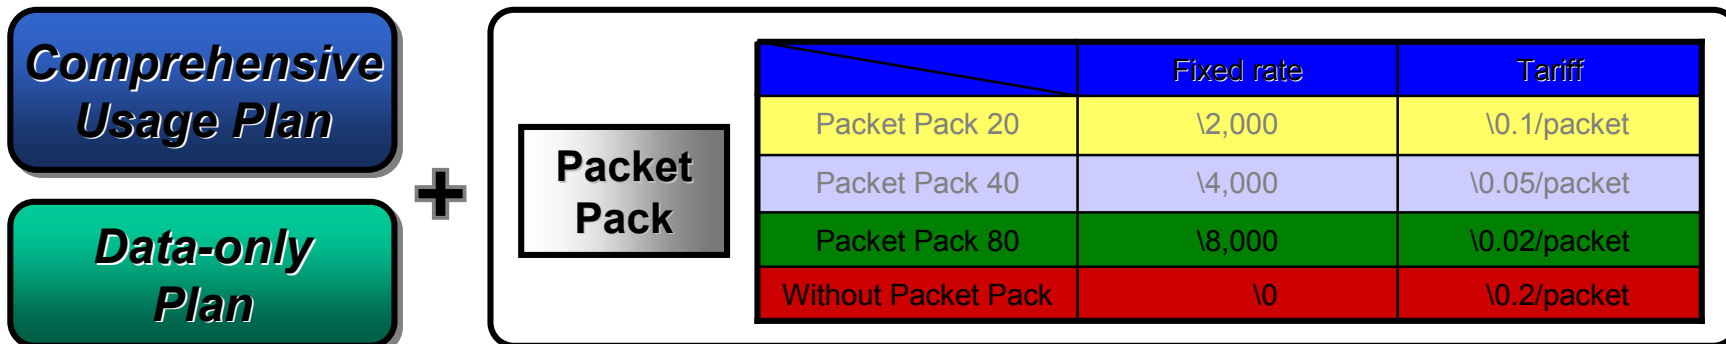 Comprehensive
Usage Plan
Data-only
Plan
+
Packet
Pack
Fixed rate Tariff
Packet Pack 20 \2,000 \0.1/packet
Packet Pack 40 \4,000 \0.05/packet
Packet Pack 80 \8,000 \0.02/packet
Without Packet Pack \0 \0.2/packet